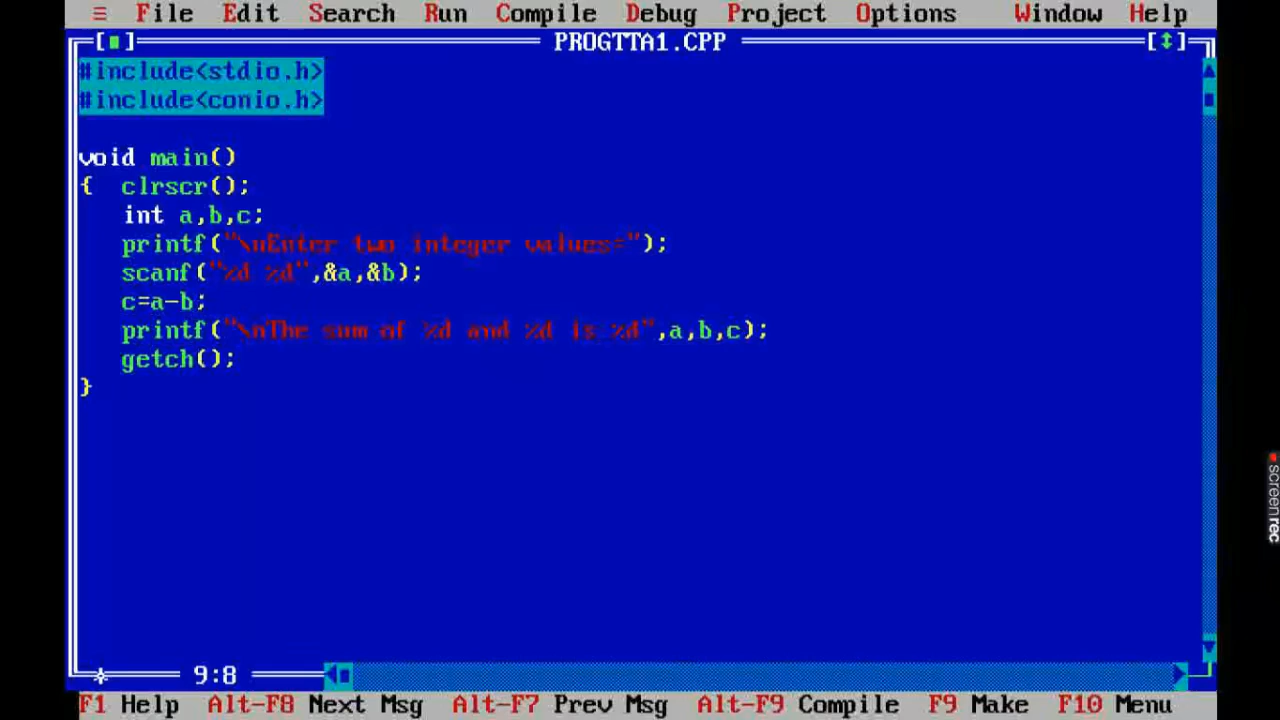 ≡ File Edit Search Run Compile Debug Project Options Window Help
[■] PROGTTA1.CPP [↕]
#include<stdio.h>
#include<conio.h>
void main()
{ clrscr();
int a,b,c;
printf("\nEnter two integer values=");
scanf("%d %d",&a,&b);
c=a-b;
printf("\nThe sum of %d and %d is %d",a,b,c);
getch();
}
* 9:8
F1 Help Alt-F8 Next Msg Alt-F7 Prev Msg Alt-F9 Compile F9 Make F10 Menu
screenrec